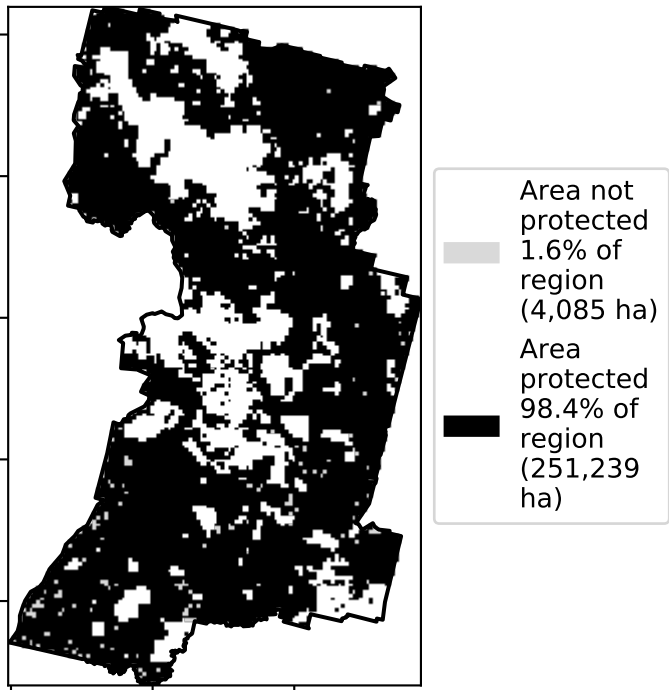 Area not
protected
1.6% of
region
(4,085 ha)
Area
protected
98.4% of
region
(251,239
ha)